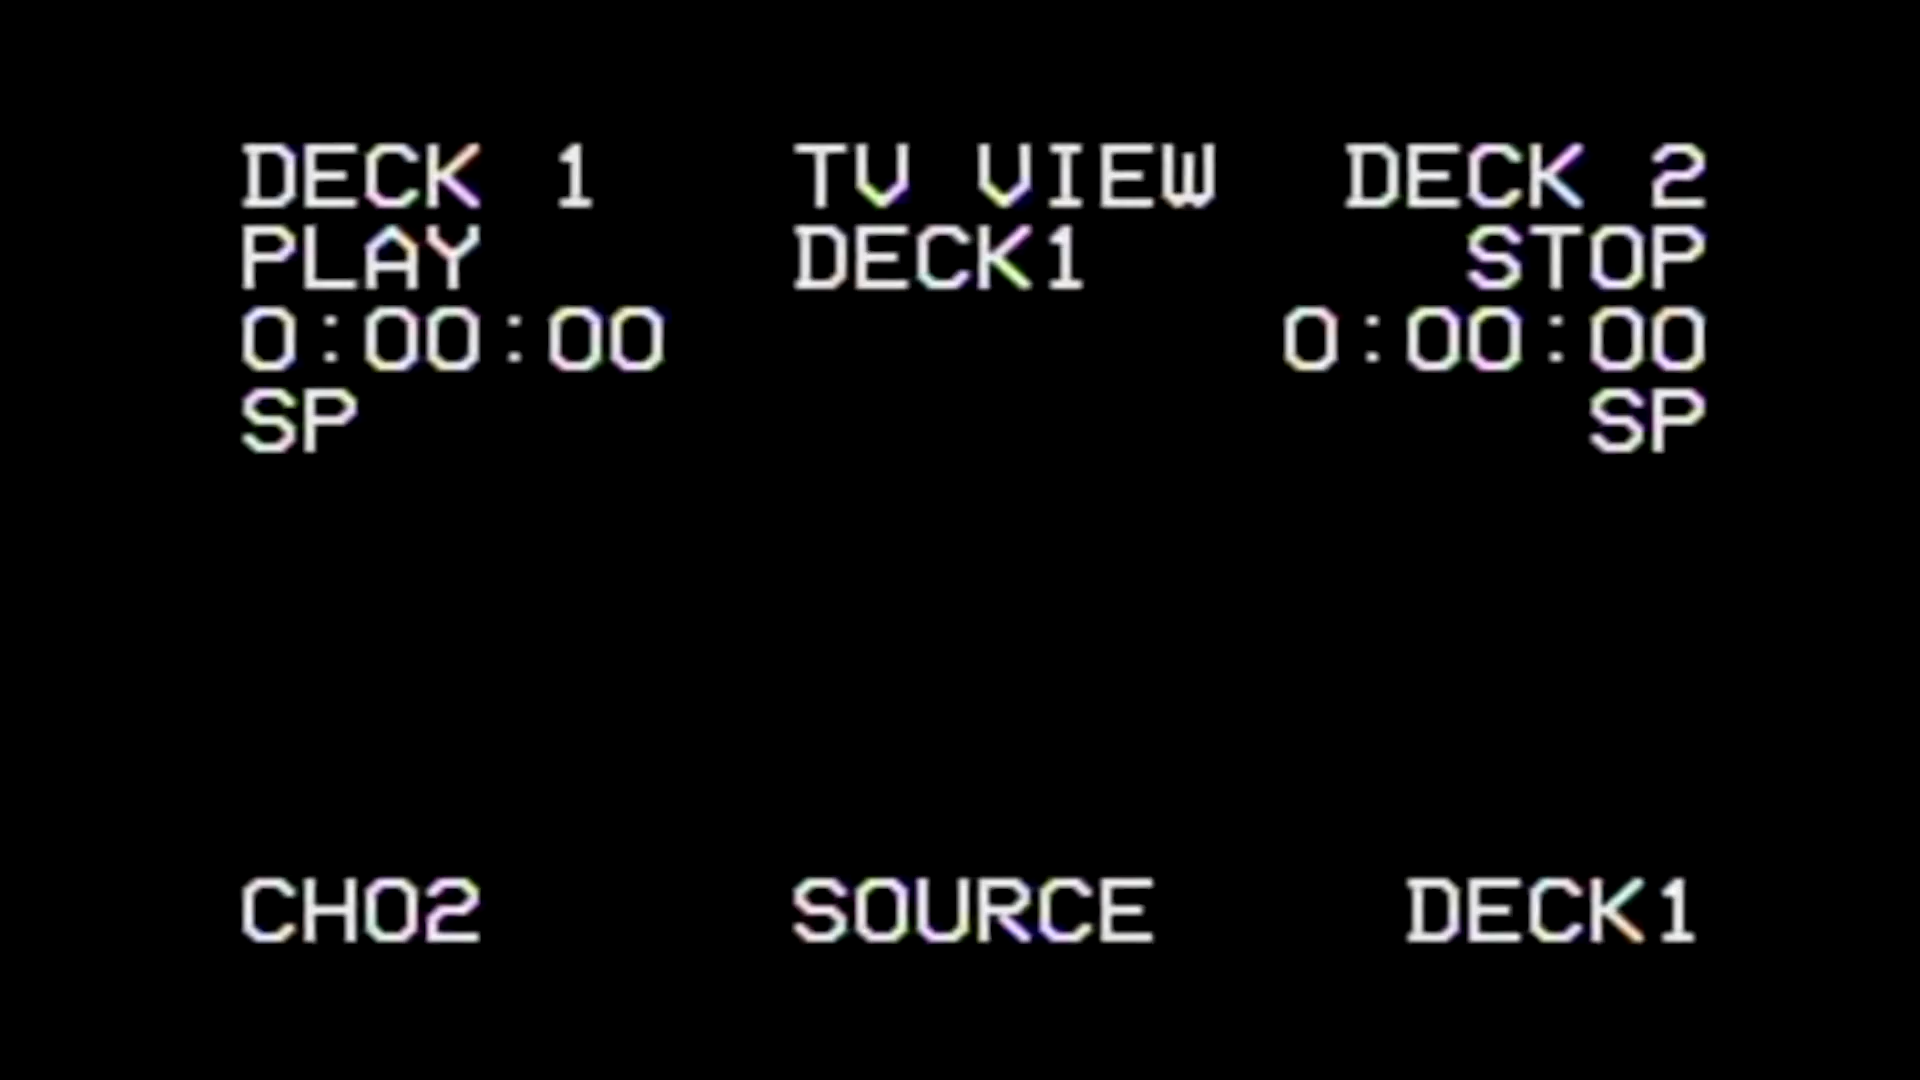 DECK 1 TV VIEW DECK 2
PLAY DECK1 STOP
0:00:00 0:00:00
SP SP
CH02 SOURCE DECK1